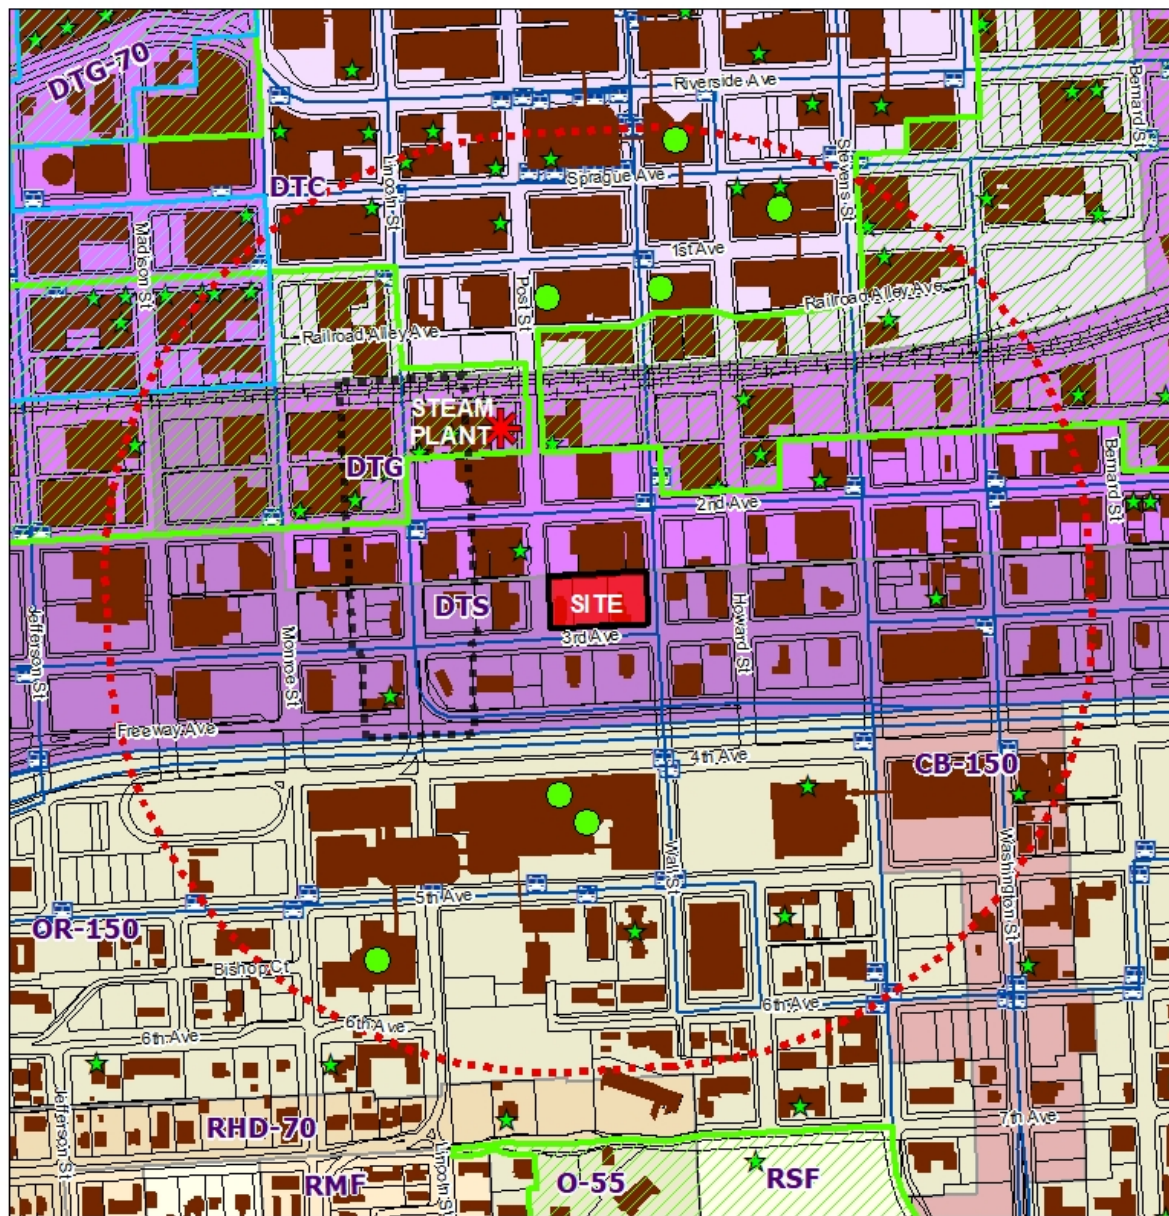 DTG-70
Riverside Ave
Bernard St
Stevens St
Lincoln St
Sprague Ave
DTC
Madison St
1st Ave
Post St
Railroad Alley Ave
Railroad Alley Ave
STEAM
PLANT
DTG
Bernard St
2nd Ave
DTS
SITE
Howard St
3rd Ave
Jefferson St
Monroe St
Freeway Ave
4th Ave
CB-150
Wall St
Washington St
5th Ave
OR-150
Bishop Ct
6th Ave
6th Ave
6th Ave
Jefferson St
7th Ave
RHD-70
Lincoln St
RMF
O-55
RSF